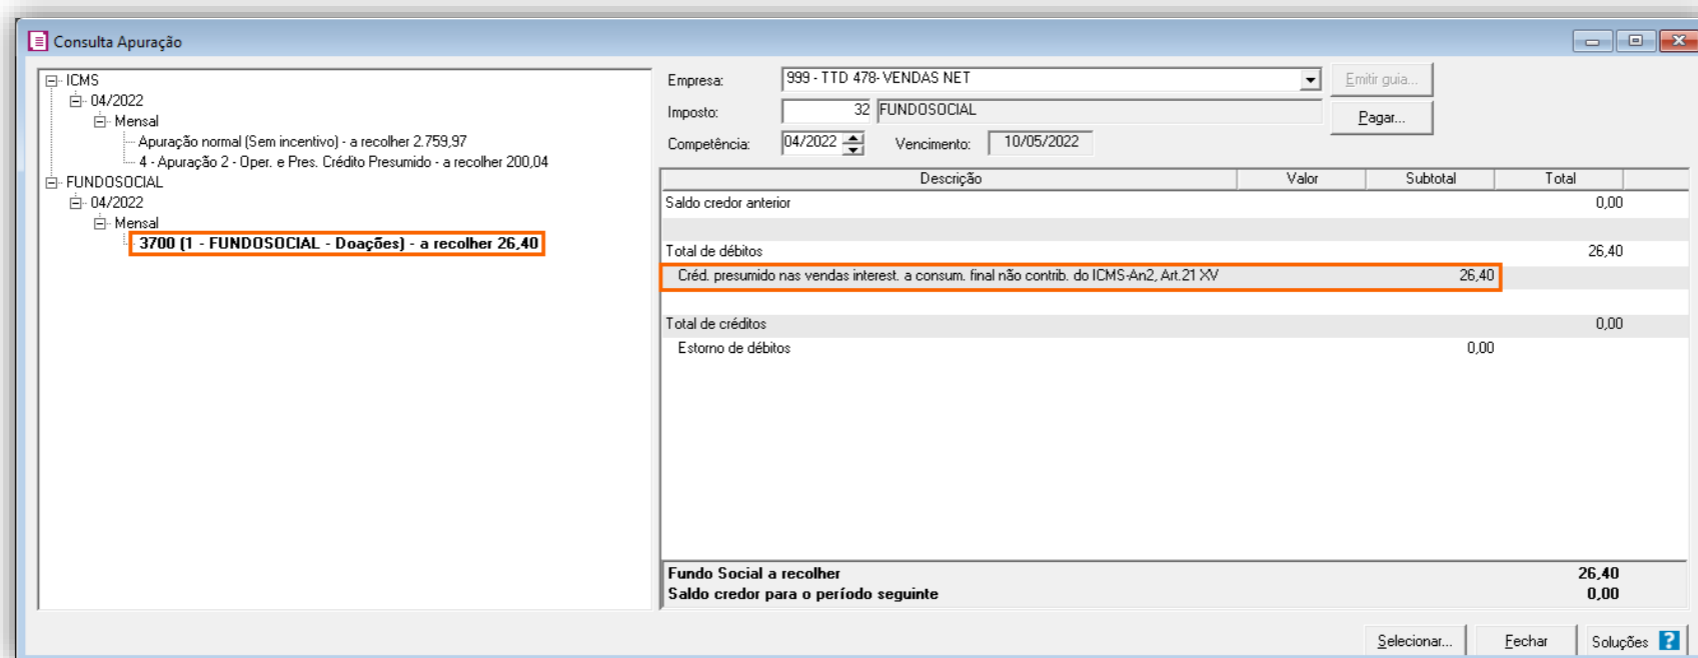 Consulta Apuração
ICMS
04/2022
Mensal
Apuração normal (Sem incentivo) - a recolher 2.759,97
4 - Apuração 2 - Oper. e Pres. Crédito Presumido - a recolher 200,04
FUNDOSOCIAL
04/2022
Mensal
3700 (1 - FUNDOSOCIAL - Doações) - a recolher 26,40
Empresa: 999 - TTD 478- VENDAS NET Emitir guia...
Imposto: 32 FUNDOSOCIAL Pagar...
Competência: 04/2022 Vencimento: 10/05/2022
Descrição Valor Subtotal Total
Saldo credor anterior 0,00
Total de débitos 26,40
Créd. presumido nas vendas interest. a consum. final não contrib. do ICMS-An2, Art.21 XV 26,40
Total de créditos 0,00
Estorno de débitos 0,00
Fundo Social a recolher 26,40
Saldo credor para o período seguinte 0,00
Selecionar... Fechar Soluções ?